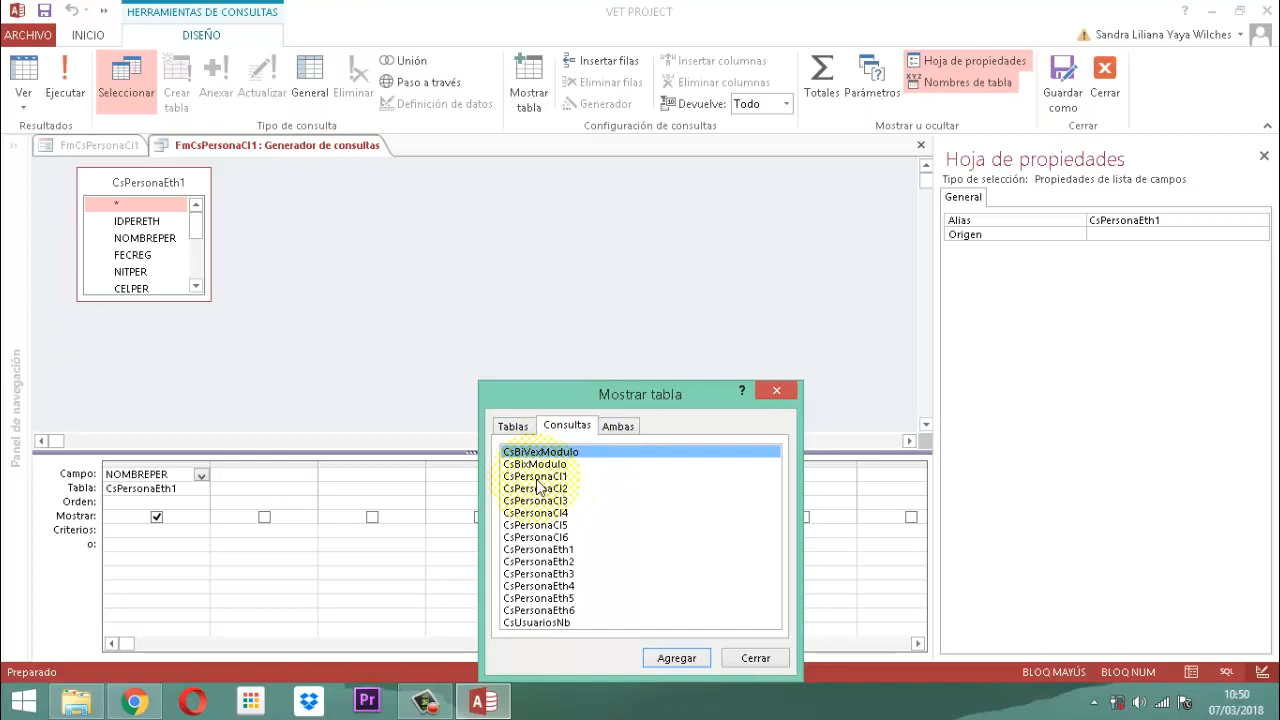 HERRAMIENTAS DE CONSULTAS
VET PROJECT
ARCHIVO
INICIO
DISEÑO
Sandra Liliana Yaya Wilches
Ver
Ejecutar
Resultados
Seleccionar
Crear tabla
Anexar
Actualizar
General
Eliminar
Unión
Paso a través
Definición de datos
Tipo de consulta
Mostrar tabla
Insertar filas
Eliminar filas
Generador
Insertar columnas
Eliminar columnas
Devuelve: Todo
Configuración de consultas
Totales
Parámetros
Hoja de propiedades
Nombres de tabla
Mostrar u ocultar
Guardar como
Cerrar
Cerrar
FmCsPersonaCl1
FmCsPersonaCl1 : Generador de consultas
Panel de navegación
CsPersonaEth1
*
IDPERETH
NOMBREPER
FECREG
NITPER
CELPER
Hoja de propiedades
Tipo de selección: Propiedades de lista de campos
General
Alias CsPersonaEth1
Origen
Mostrar tabla
?
Tablas
Consultas
Ambas
CsBiVexModulo
CsBixModulo
CsPersonaCl1
CsPersonaCl2
CsPersonaCl3
CsPersonaCl4
CsPersonaCl5
CsPersonaCl6
CsPersonaEth1
CsPersonaEth2
CsPersonaEth3
CsPersonaEth4
CsPersonaEth5
CsPersonaEth6
CsUsuariosNb
Agregar
Cerrar
Campo: NOMBREPER
Tabla: CsPersonaEth1
Orden:
Mostrar:
Criterios:
o:
Preparado
BLOQ MAYÚS
BLOQ NUM
SQL
Pr
10:50
07/03/2018